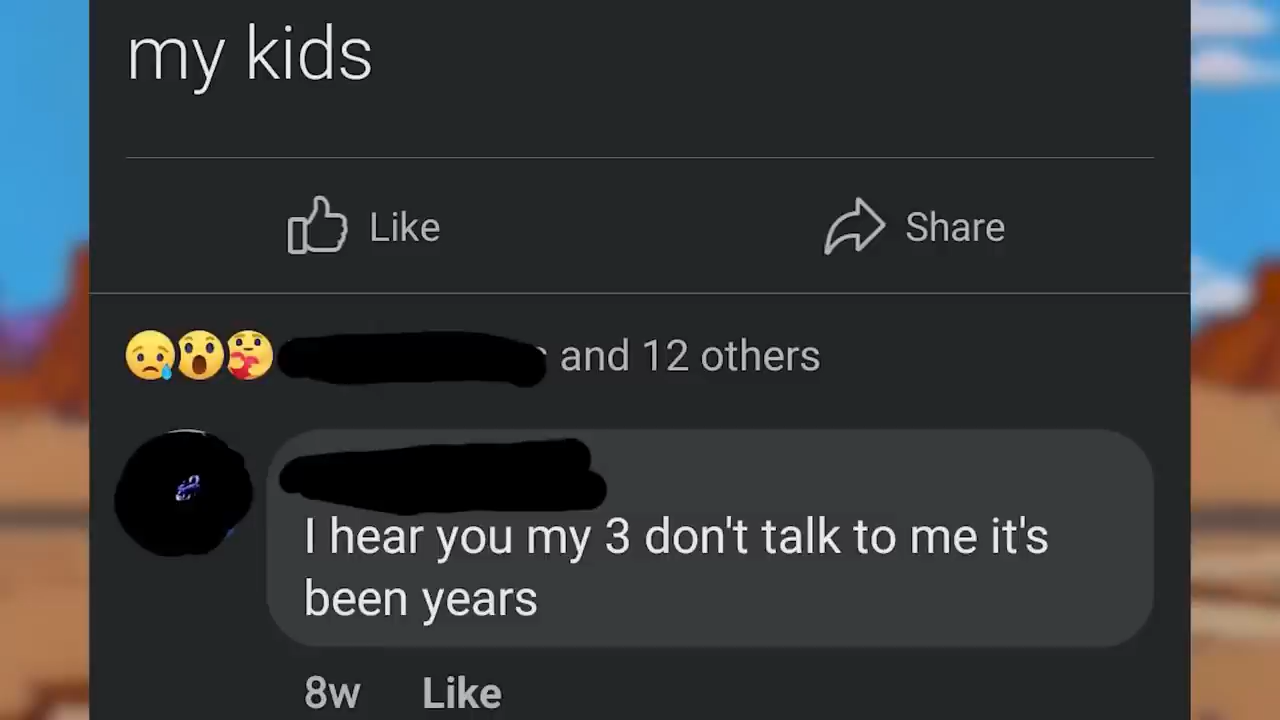 my kids
Like
Share
and 12 others
I hear you my 3 don't talk to me it's
been years
8w
Like